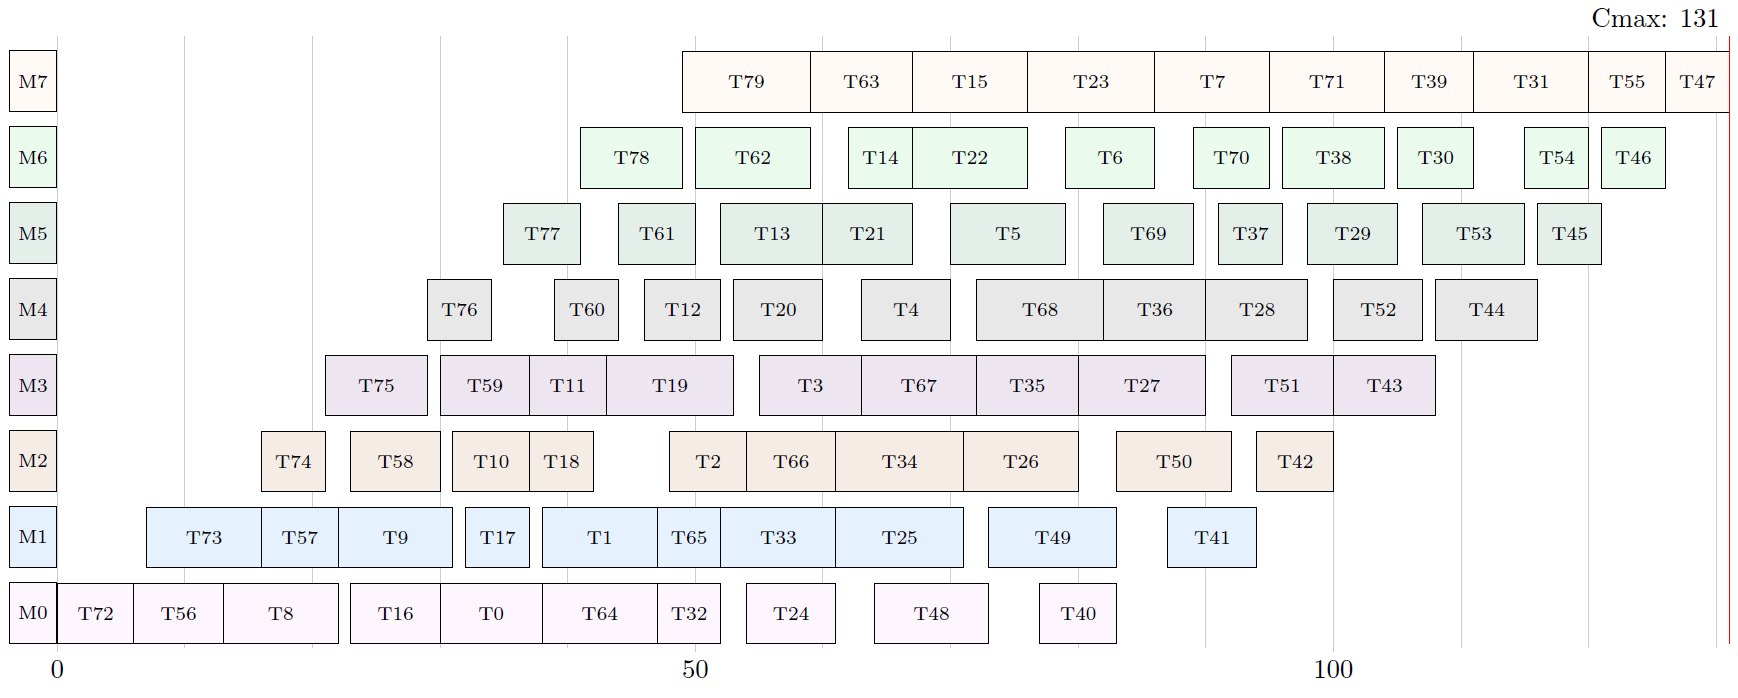 Cmax: 131
M7 T79 T63 T15 T23 T7 T71 T39 T31 T55 T47
M6 T78 T62 T14 T22 T6 T70 T38 T30 T54 T46
M5 T77 T61 T13 T21 T5 T69 T37 T29 T53 T45
M4 T76 T60 T12 T20 T4 T68 T36 T28 T52 T44
M3 T75 T59 T11 T19 T3 T67 T35 T27 T51 T43
M2 T74 T58 T10 T18 T2 T66 T34 T26 T50 T42
M1 T73 T57 T9 T17 T1 T65 T33 T25 T49 T41
M0 T72 T56 T8 T16 T0 T64 T32 T24 T48 T40
0 50 100